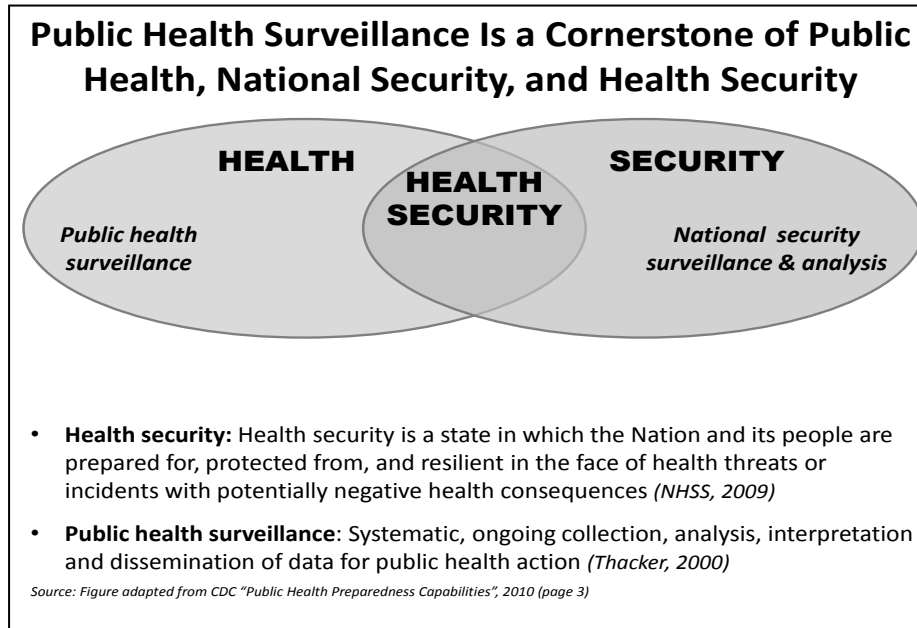 Public Health Surveillance Is a Cornerstone of Public
Health, National Security, and Health Security
HEALTH
SECURITY
HEALTH
SECURITY
Public health
surveillance
National  security
surveillance & analysis
• Health security: Health security is a state in which the Nation and its people are
prepared for, protected from, and resilient in the face of health threats or
incidents with potentially negative health consequences (NHSS, 2009)
• Public health surveillance: Systematic, ongoing collection, analysis, interpretation
and dissemination of data for public health action (Thacker, 2000)
Source: Figure adapted from CDC “Public Health Preparedness Capabilities”, 2010 (page 3)